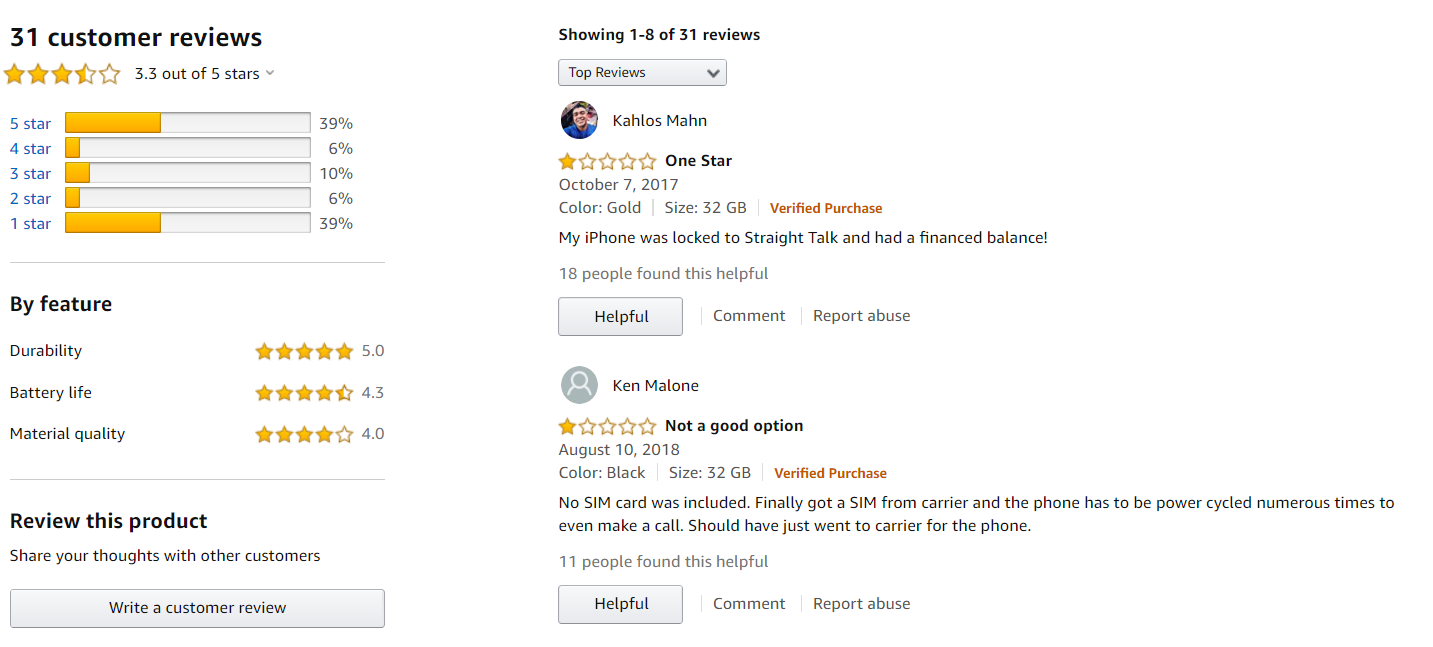 31 customer reviews
3.3 out of 5 stars
5 star 39%
4 star 6%
3 star 10%
2 star 6%
1 star 39%
By feature
Durability 5.0
Battery life 4.3
Material quality 4.0
Review this product
Share your thoughts with other customers
Write a customer review
Showing 1-8 of 31 reviews
Top Reviews
Kahlos Mahn
One Star
October 7, 2017
Color: Gold | Size: 32 GB | Verified Purchase
My iPhone was locked to Straight Talk and had a financed balance!
18 people found this helpful
Helpful | Comment | Report abuse
Ken Malone
Not a good option
August 10, 2018
Color: Black | Size: 32 GB | Verified Purchase
No SIM card was included. Finally got a SIM from carrier and the phone has to be power cycled numerous times to
even make a call. Should have just went to carrier for the phone.
11 people found this helpful
Helpful | Comment | Report abuse